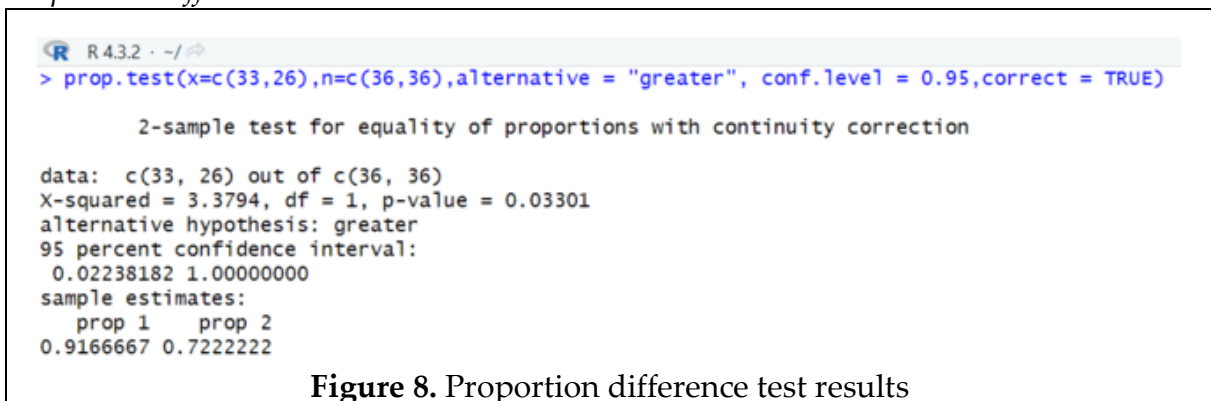 R 4.3.2 · ~/
> prop.test(x=c(33,26),n=c(36,36),alternative = "greater", conf.level = 0.95,correct = TRUE)
2-sample test for equality of proportions with continuity correction
data: c(33, 26) out of c(36, 36)
X-squared = 3.3794, df = 1, p-value = 0.03301
alternative hypothesis: greater
95 percent confidence interval:
0.02238182 1.00000000
sample estimates:
prop 1 prop 2
0.9166667 0.7222222
Figure 8. Proportion difference test results